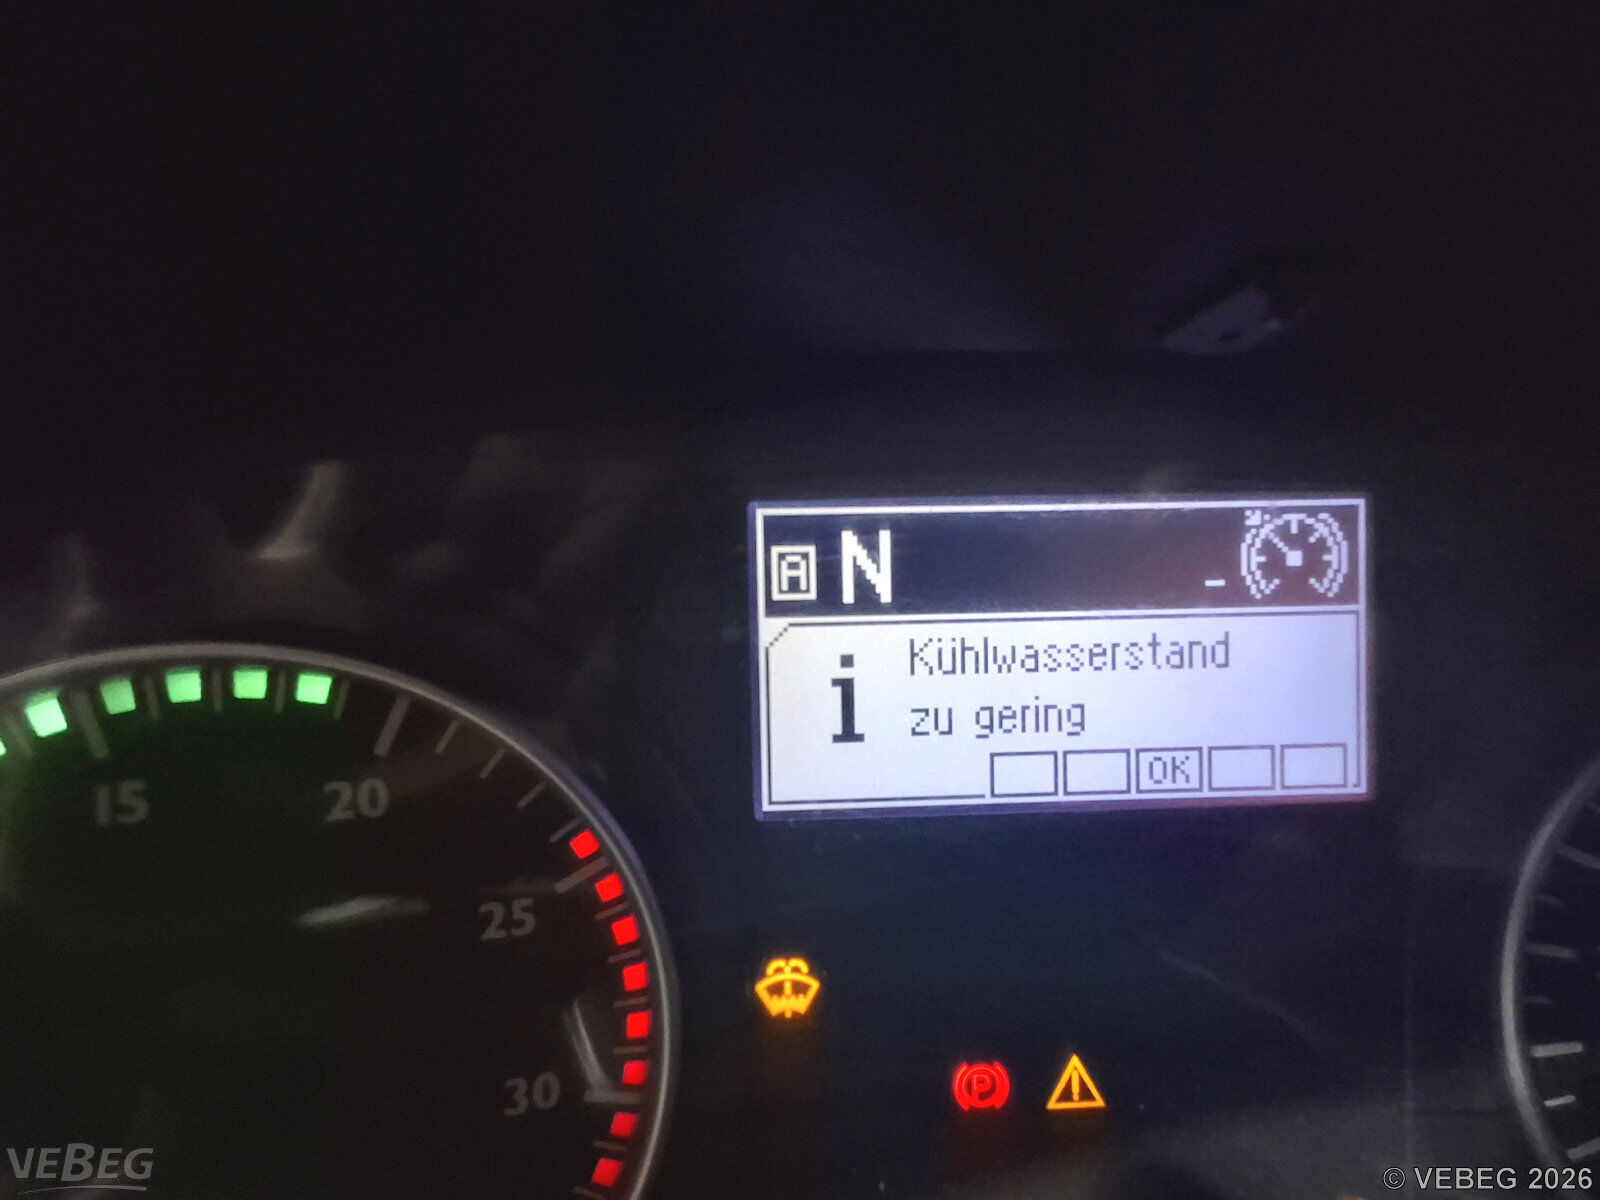 A N
Kühlwasserstand
zu gering
OK
15
20
25
30
P
VEBEG
© VEBEG 2026